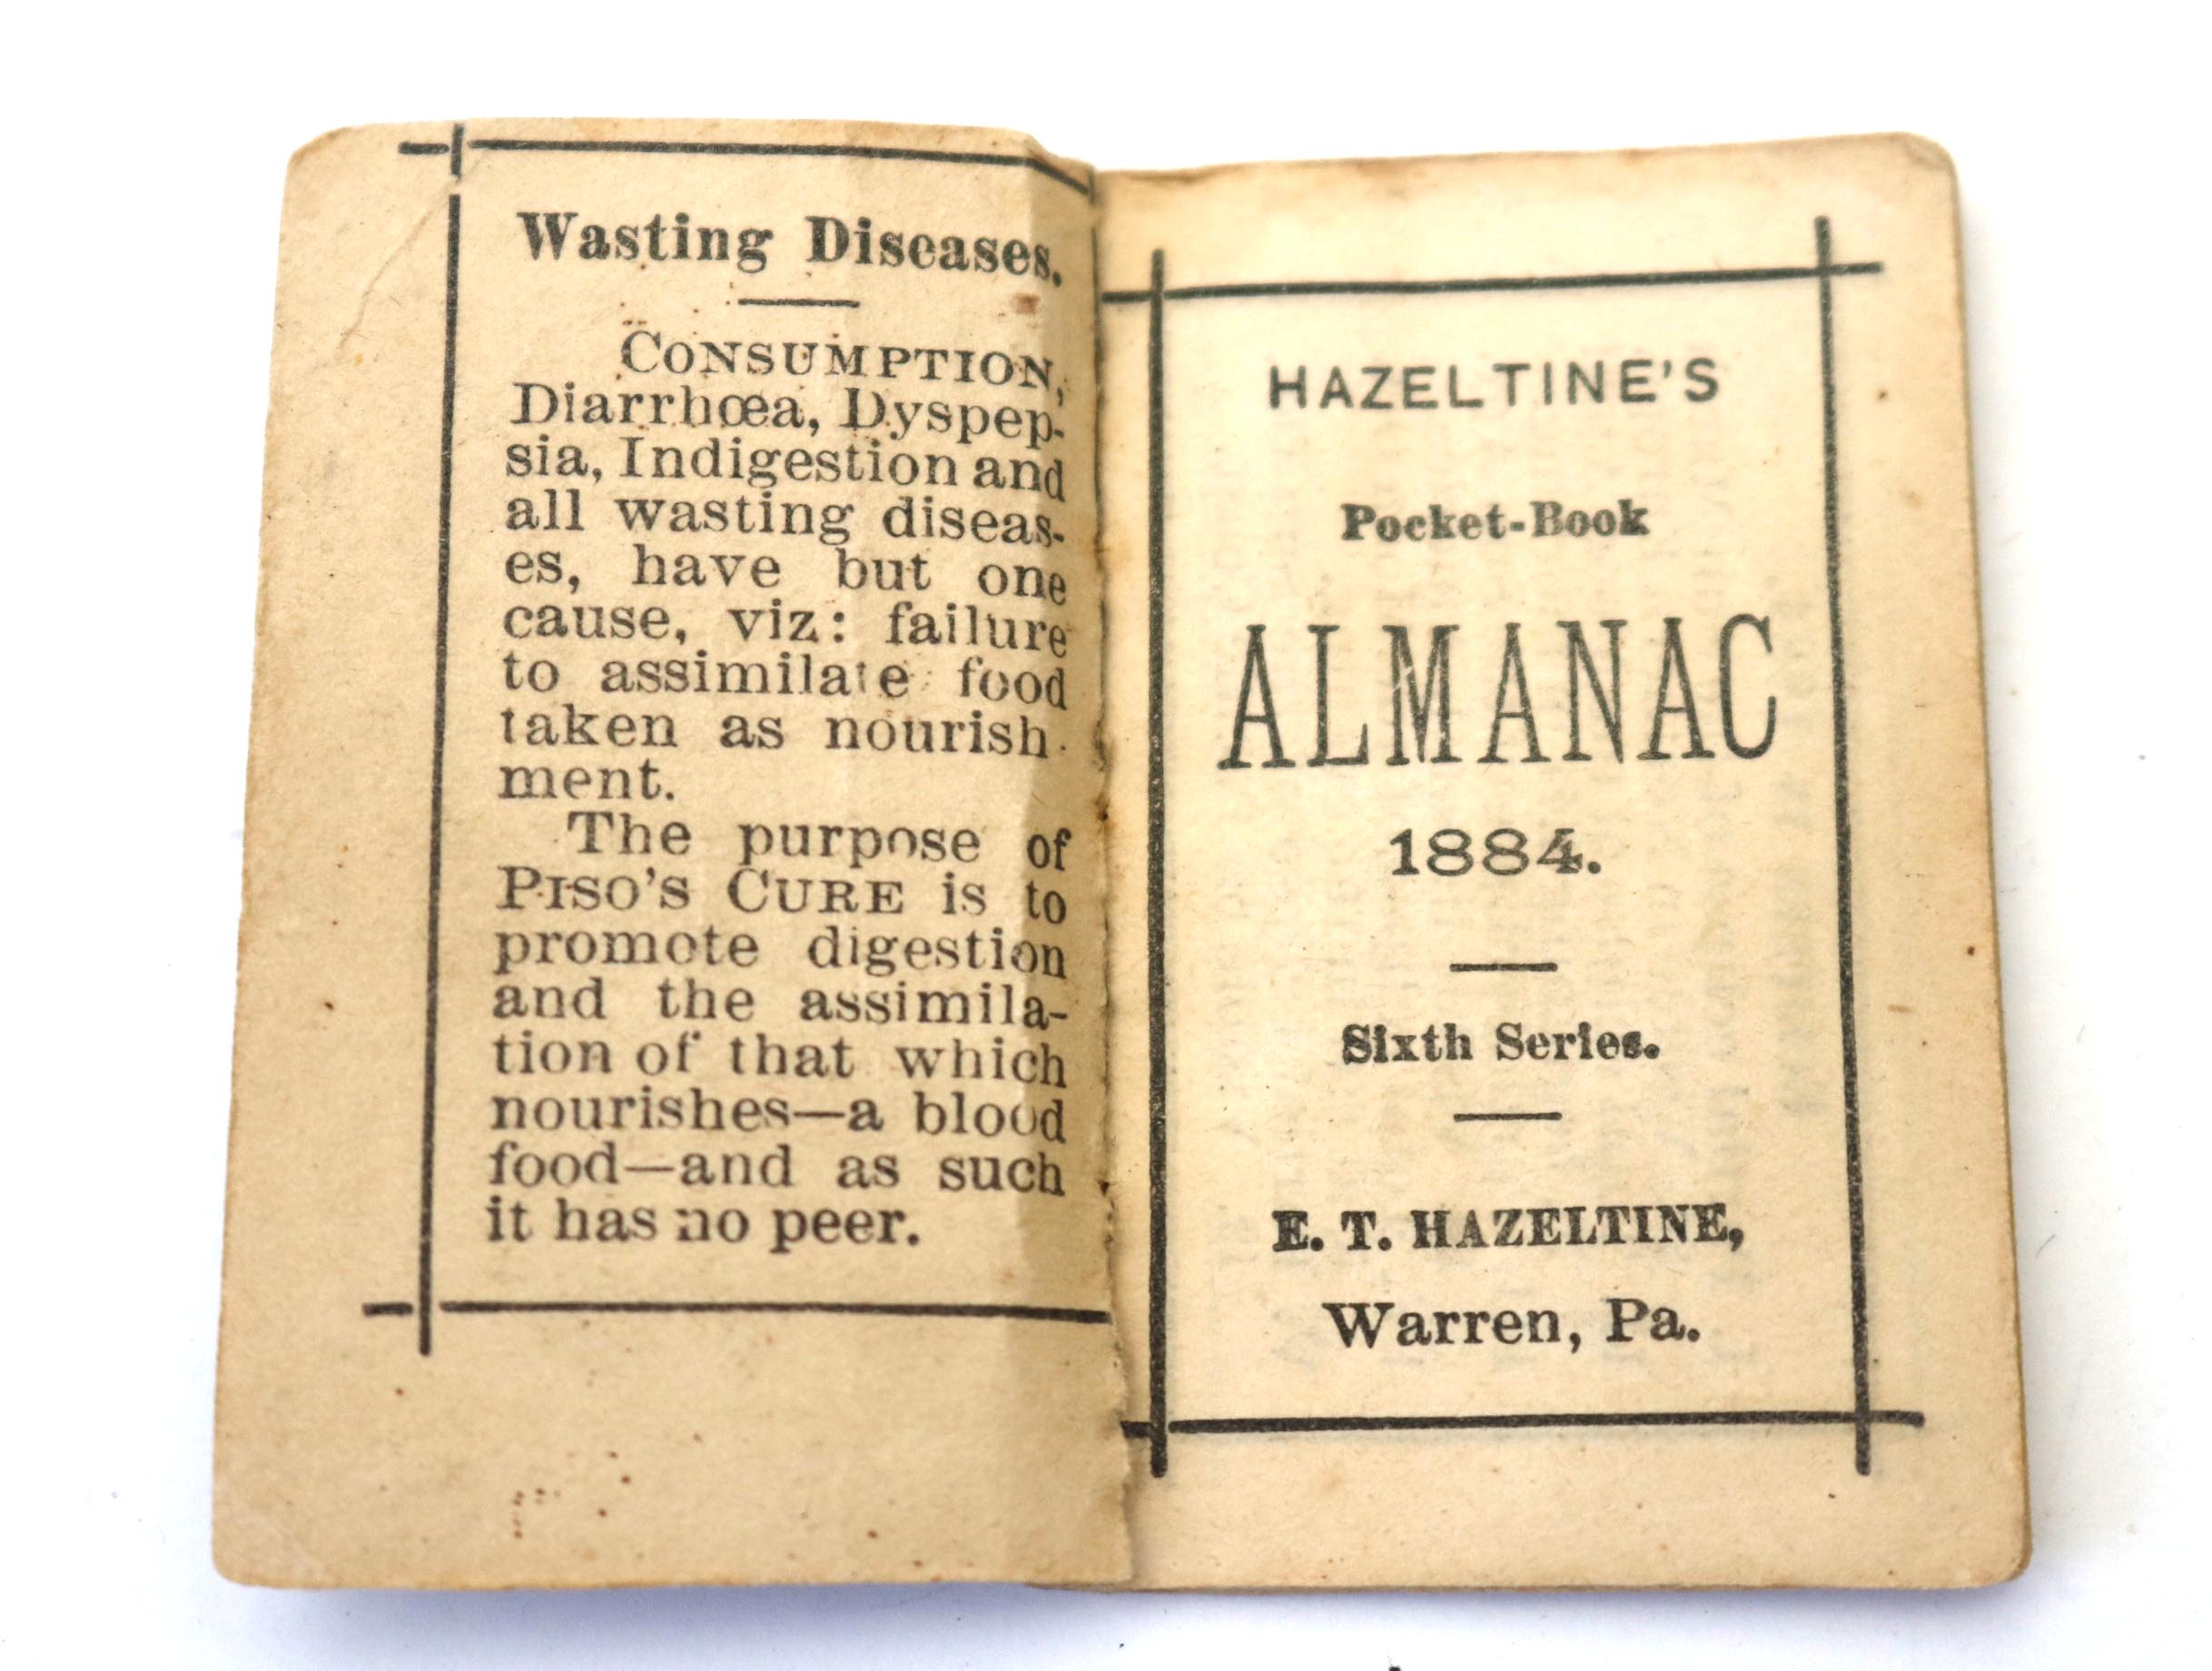 Wasting Diseases.
CONSUMPTION,
Diarrhœa, Dyspep-
sia, Indigestion and
all wasting diseas-
es, have but one
cause, viz: failure
to assimilate food
taken as nourish-
ment.
The purpose of
PISO'S CURE is to
promote digestion
and the assimila-
tion of that which
nourishes—a blood
food—and as such
it has no peer.
HAZELTINE'S
Pocket-Book
ALMANAC
1884.
Sixth Series.
E. T. HAZELTINE,
Warren, Pa.